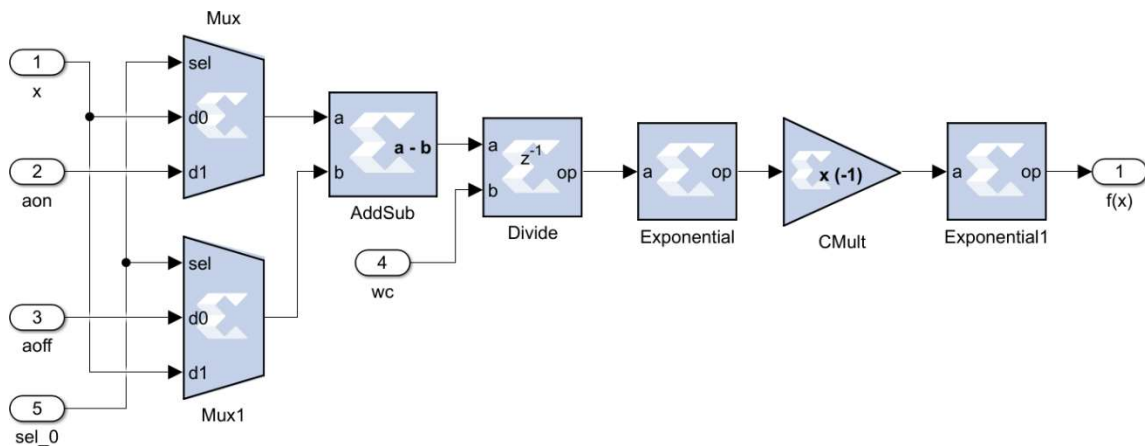 Mux
1
x
sel
d0
2
aon
d1
a
a - b
b
AddSub
a
z-1
b
op
Divide
a
op
Exponential
x (-1)
CMult
a
op
Exponential1
1
f(x)
4
wc
sel
3
aoff
d0
d1
Mux1
5
sel_0